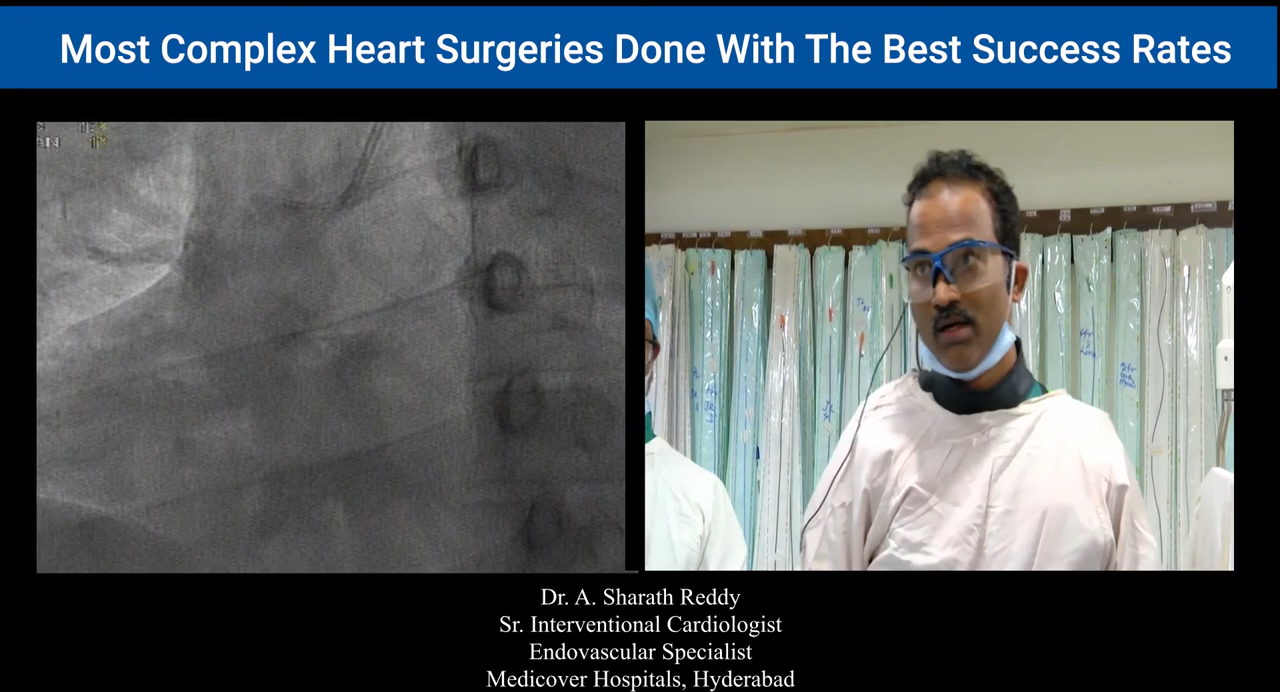 Most Complex Heart Surgeries Done With The Best Success Rates
Dr. A. Sharath Reddy
Sr. Interventional Cardiologist
Endovascular Specialist
Medicover Hospitals, Hyderabad